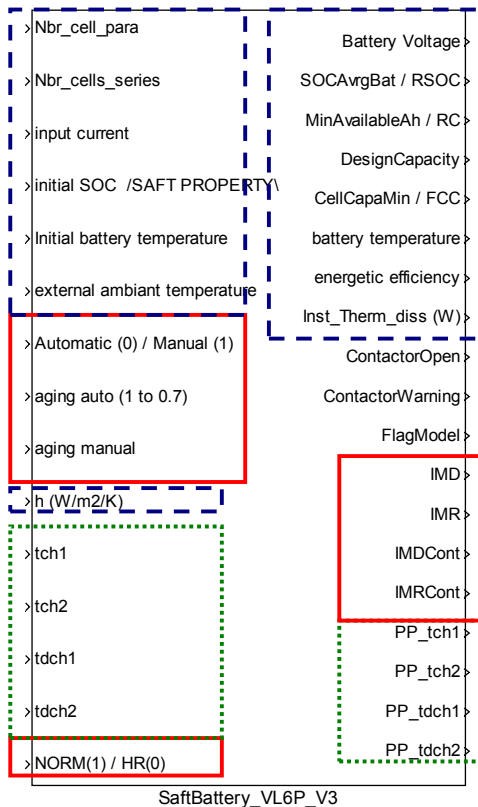 Nbr_cell_para
Nbr_cells_series
input current
initial SOC /SAFT PROPERTY\
Initial battery temperature
external ambiant temperature
Automatic (0) / Manual (1)
aging auto (1 to 0.7)
aging manual
h (W/m2/K)
tch1
tch2
tdch1
tdch2
NORM(1) / HR(0)
Battery Voltage
SOCAvrgBat / RSOC
MinAvailableAh / RC
DesignCapacity
CellCapaMin / FCC
battery temperature
energetic efficiency
Inst_Therm_diss (W)
ContactorOpen
ContactorWarning
FlagModel
IMD
IMR
IMDCont
IMRCont
PP_tch1
PP_tch2
PP_tdch1
PP_tdch2
SaftBattery_VL6P_V3